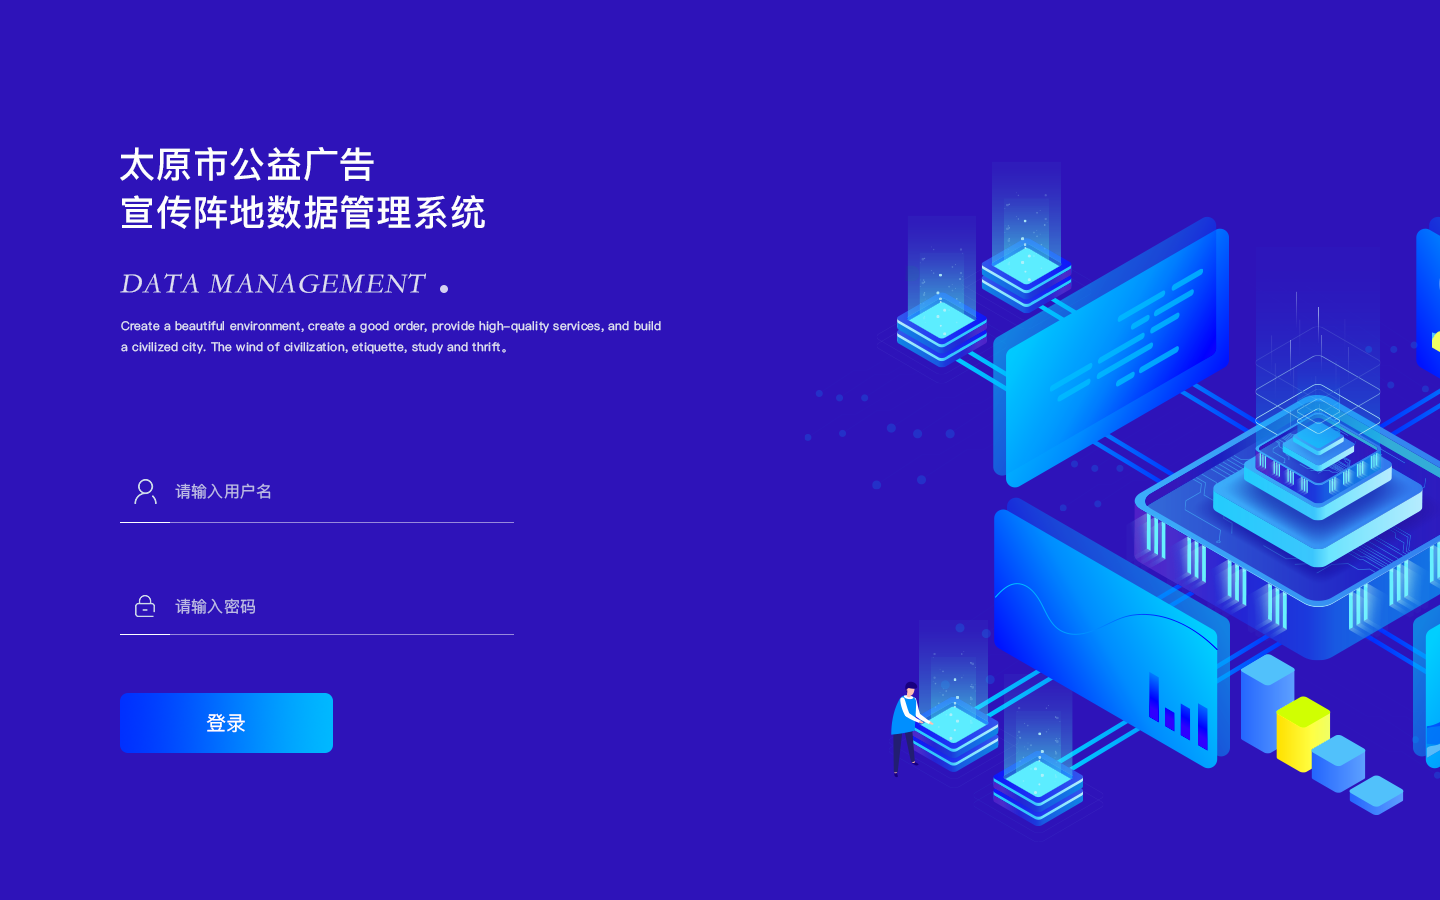 太原市公益广告
宣传阵地数据管理系统
DATA MANAGEMENT
Create a beautiful environment, create a good order, provide high-quality services, and build
a civilized city. The wind of civilization, etiquette, study and thrift。
请输入用户名
请输入密码
登录